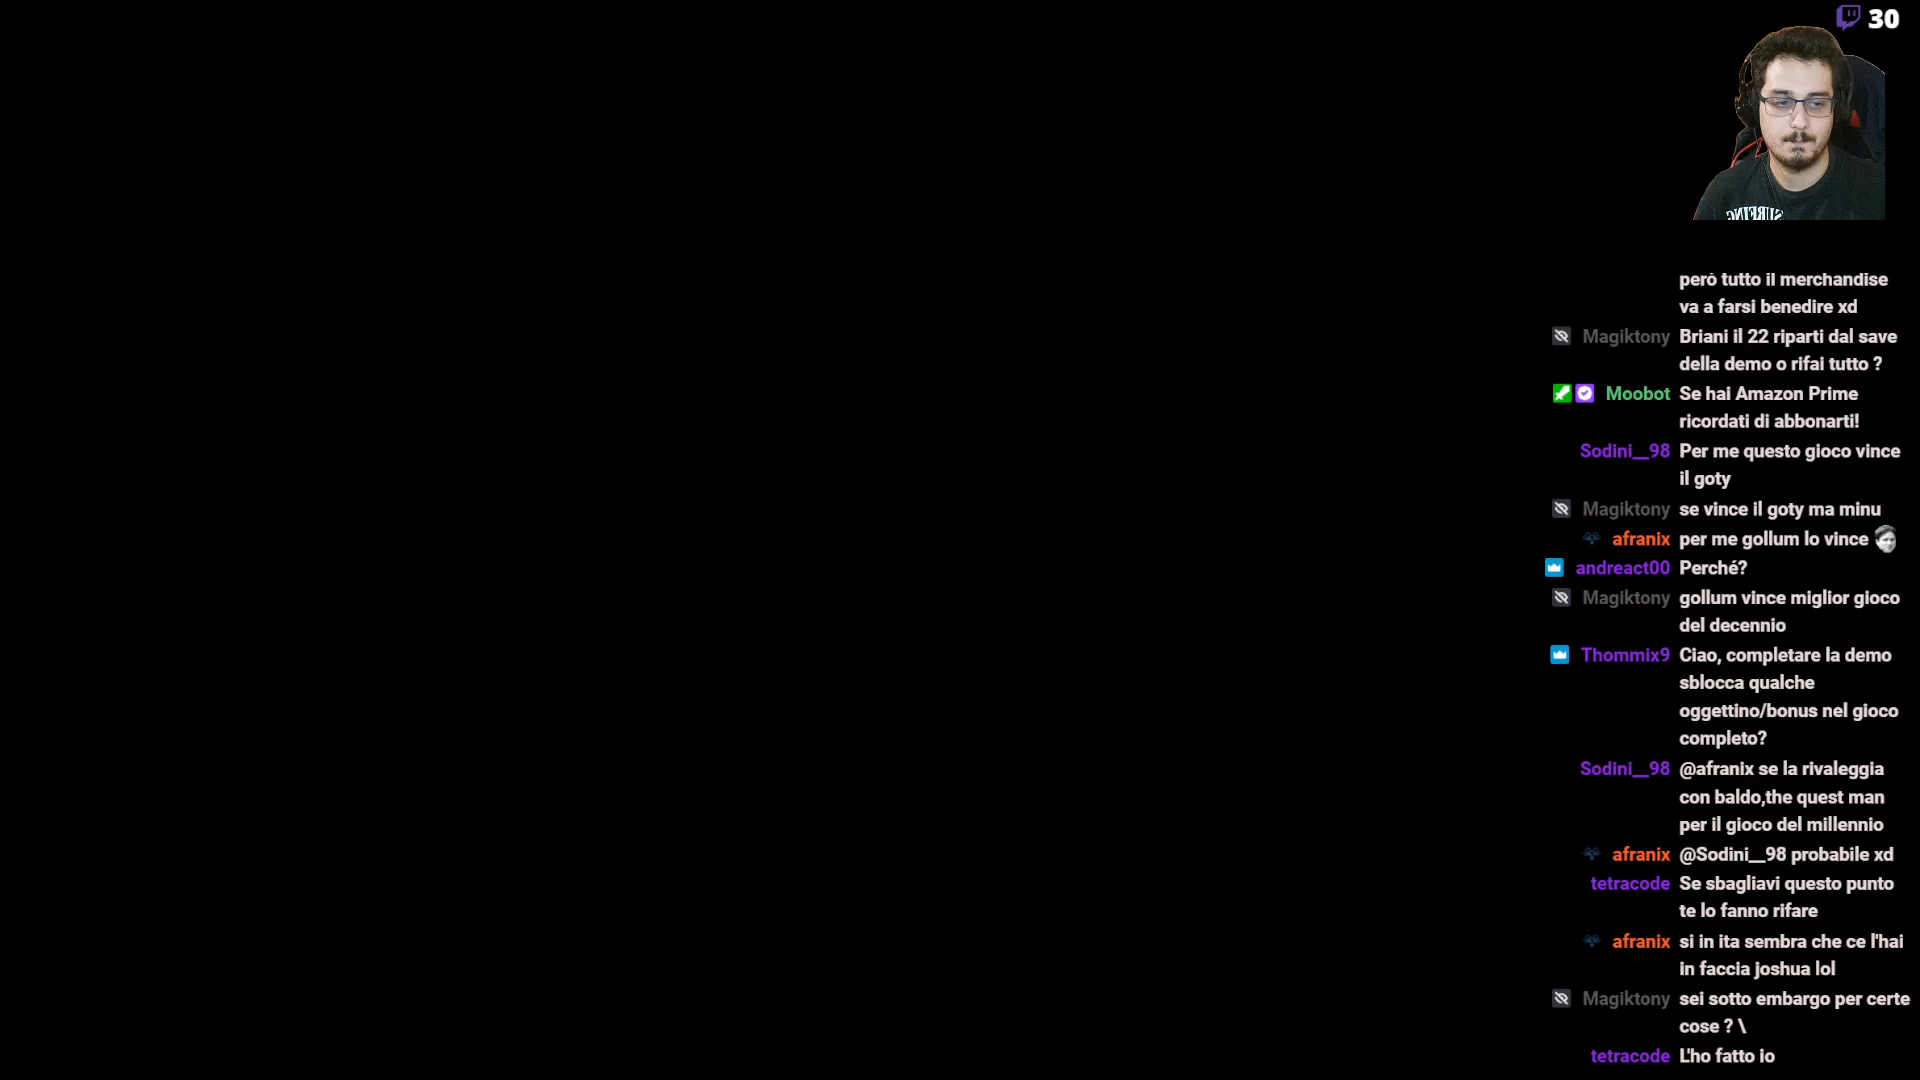 30
SURFING
però tutto il merchandise
va a farsi benedire xd
Magiktony Briani il 22 riparti dal save
della demo o rifai tutto ?
Moobot Se hai Amazon Prime
ricordati di abbonarti!
Sodini__98 Per me questo gioco vince
il goty
Magiktony se vince il goty ma minu
afranix per me gollum lo vince
andreact00 Perché?
Magiktony gollum vince miglior gioco
del decennio
Thommix9 Ciao, completare la demo
sblocca qualche
oggettino/bonus nel gioco
completo?
Sodini__98 @afranix se la rivaleggia
con baldo,the quest man
per il gioco del millennio
afranix @Sodini__98 probabile xd
tetracode Se sbagliavi questo punto
te lo fanno rifare
afranix si in ita sembra che ce l'hai
in faccia joshua lol
Magiktony sei sotto embargo per certe
cose ? \
tetracode L'ho fatto io